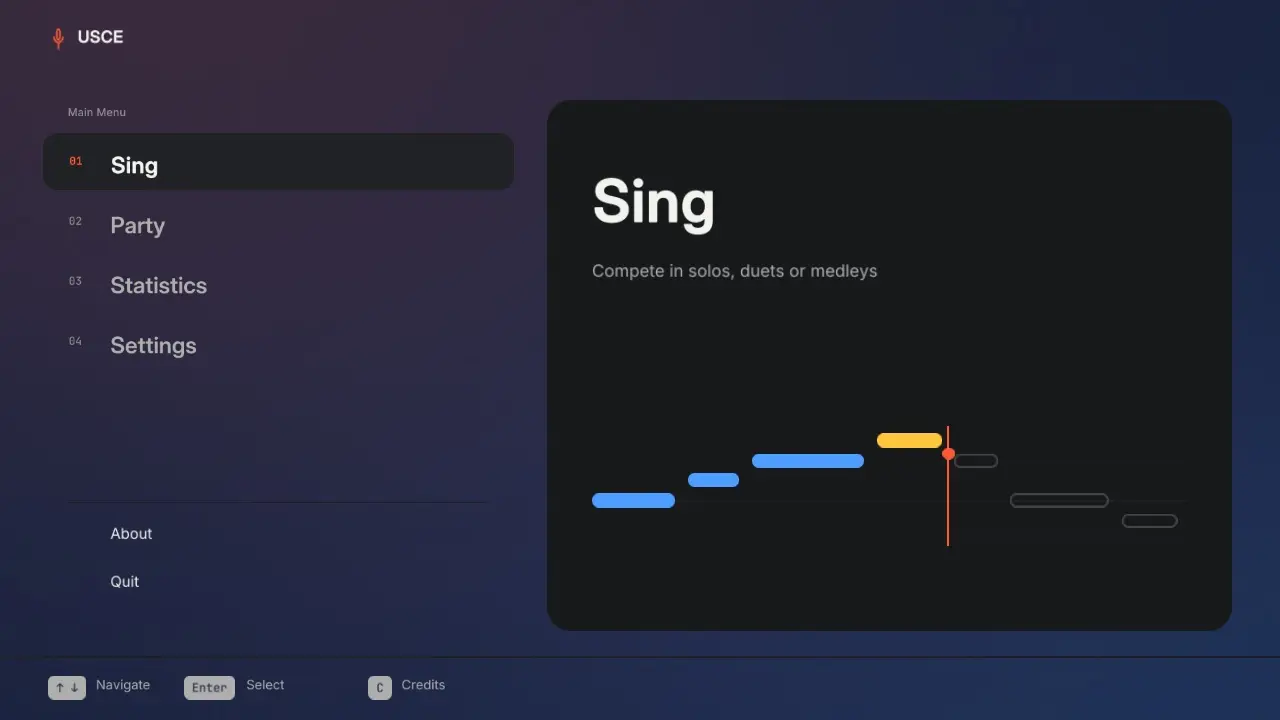 USCE
Main Menu
01 Sing
02 Party
03 Statistics
04 Settings
About
Quit
Sing
Compete in solos, duets or medleys
↑ ↓ Navigate Enter Select C Credits